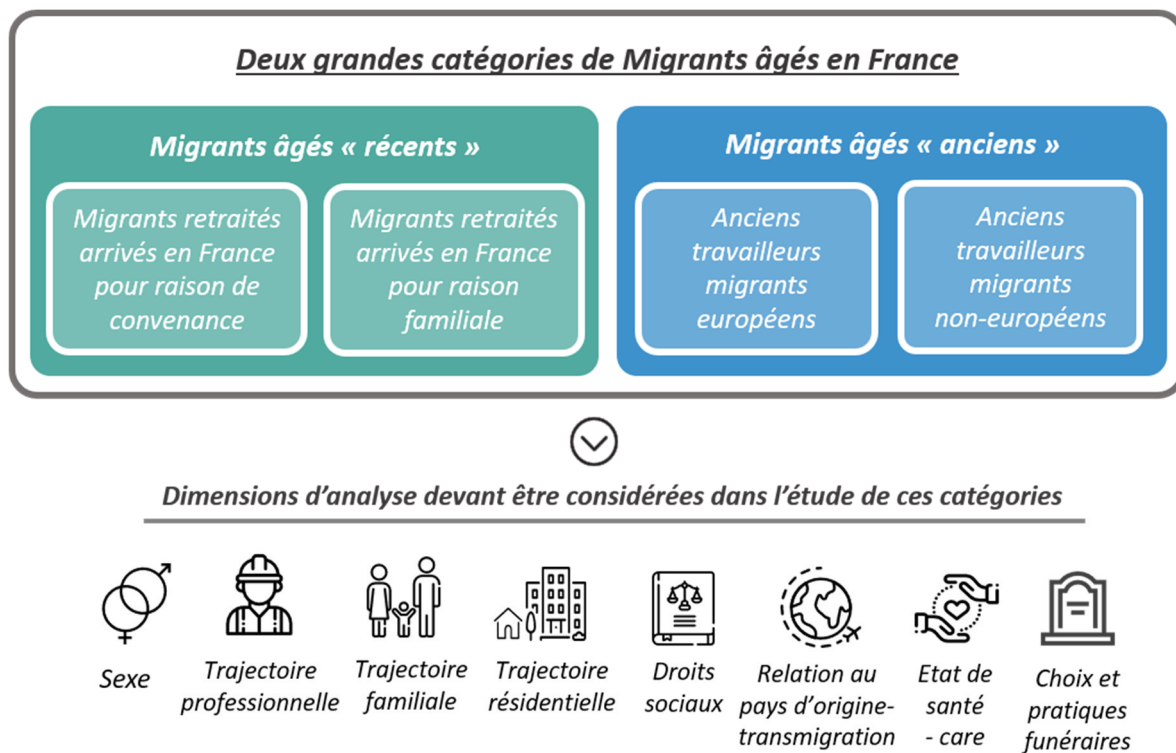 Deux grandes catégories de Migrants âgés en France
Migrants âgés « récents »
Migrants retraités
arrivés en France
pour raison de
convenance
Migrants retraités
arrivés en France
pour raison
familiale
Migrants âgés « anciens »
Anciens
travailleurs
migrants
européens
Anciens
travailleurs
migrants
non-européens
Dimensions d'analyse devant être considérées dans l'étude de ces catégories
Sexe
Trajectoire
professionnelle
Trajectoire
familiale
Trajectoire
résidentielle
Droits
sociaux
Relation au
pays d'origine-
transmigration
Etat de
santé
- care
Choix et
pratiques
funéraires